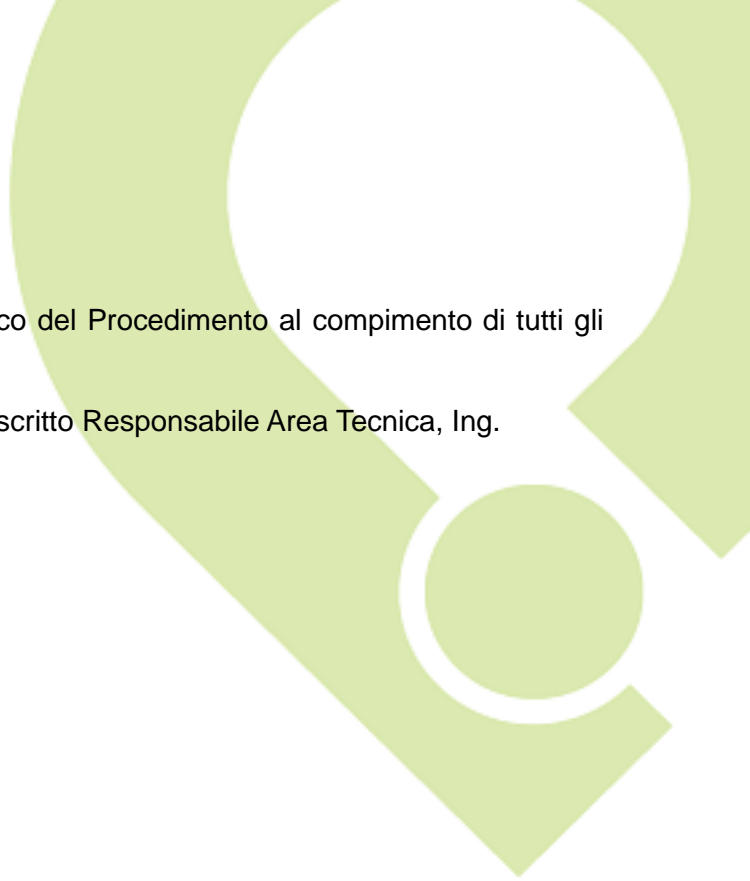 co del Procedimento al compimento di tutti gli
scritto Responsabile Area Tecnica, Ing.